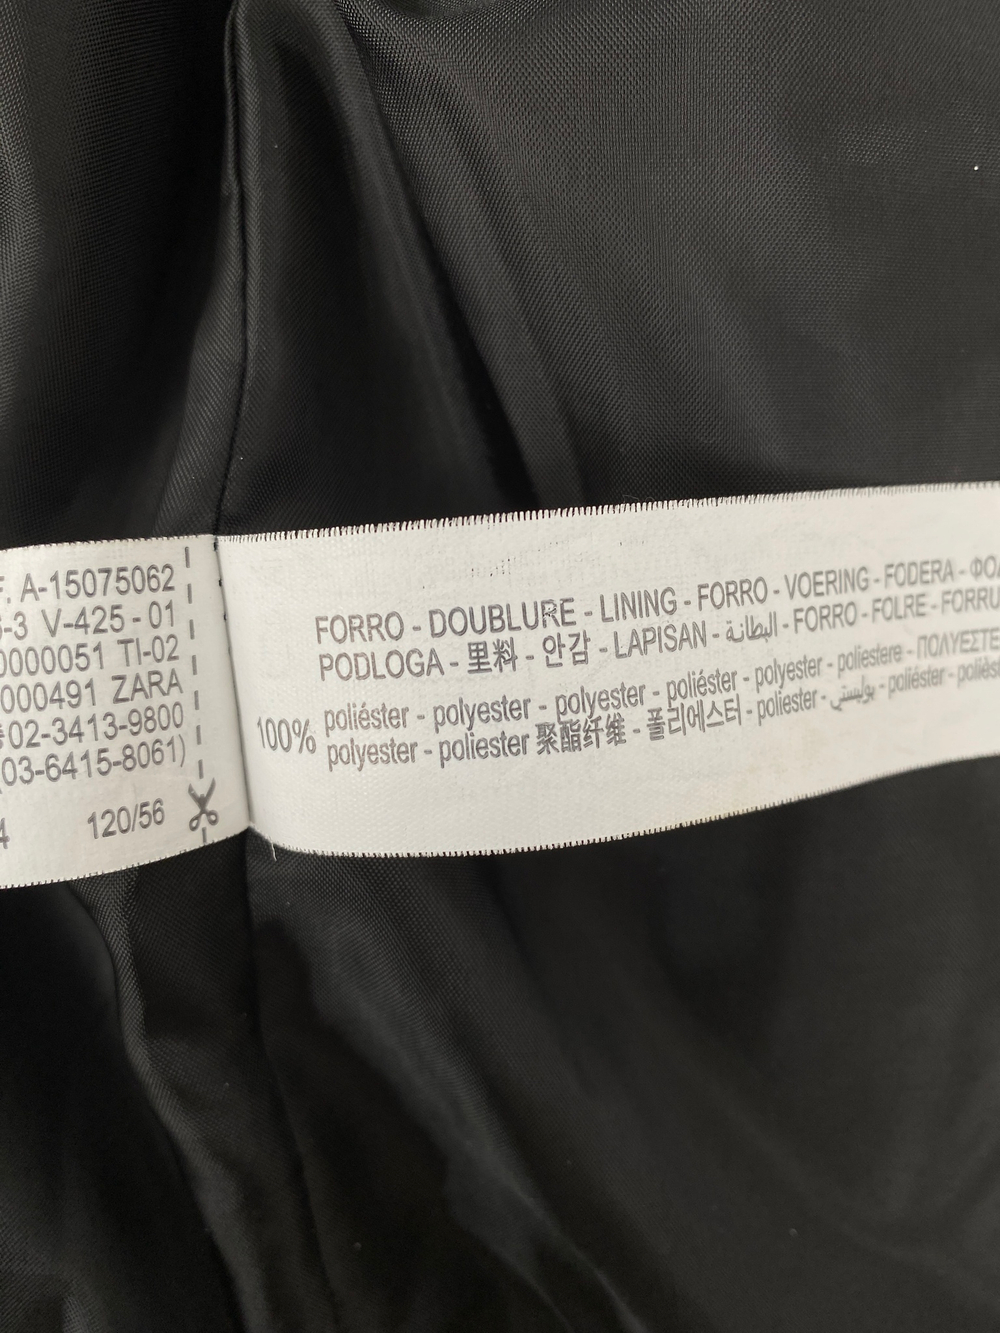 F. A-15075062
-3 V-425 - 01
0000051 TI-02
000491 ZARA
02-3413-9800
(03-6415-8061)
120/56
FORRO - DOUBLURE - LINING - FORRO - VOERING - FODERA -
PODLOGA - 里料 - 안감 - LAPISAN - البطانة - FORRO - FOLRE -
100%
poliéster - polyester - polyester - poliéster - polyester - poliestere -
polyester - poliester 聚酯纤维 - 폴리에스터 - poliester - بوليستر - poliéster -